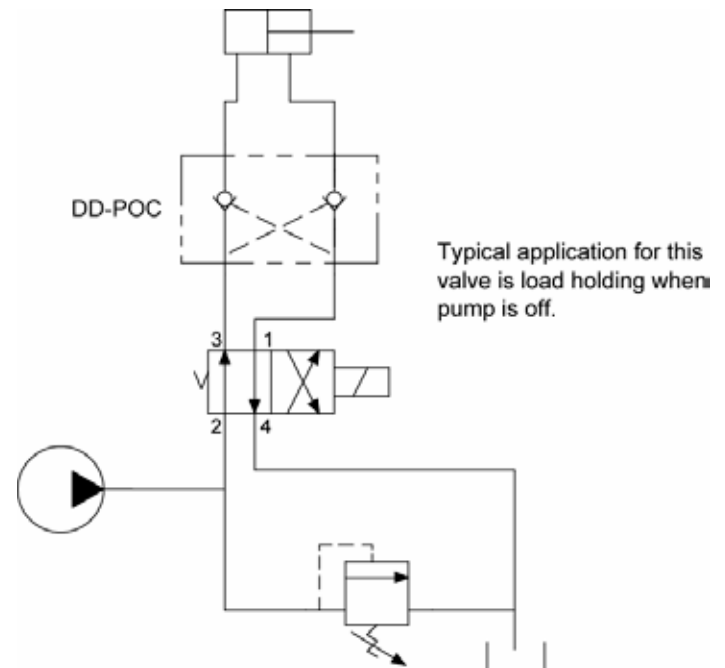 DD-POC
Typical application for this
valve is load holding when
pump is off.
3 1
2 4